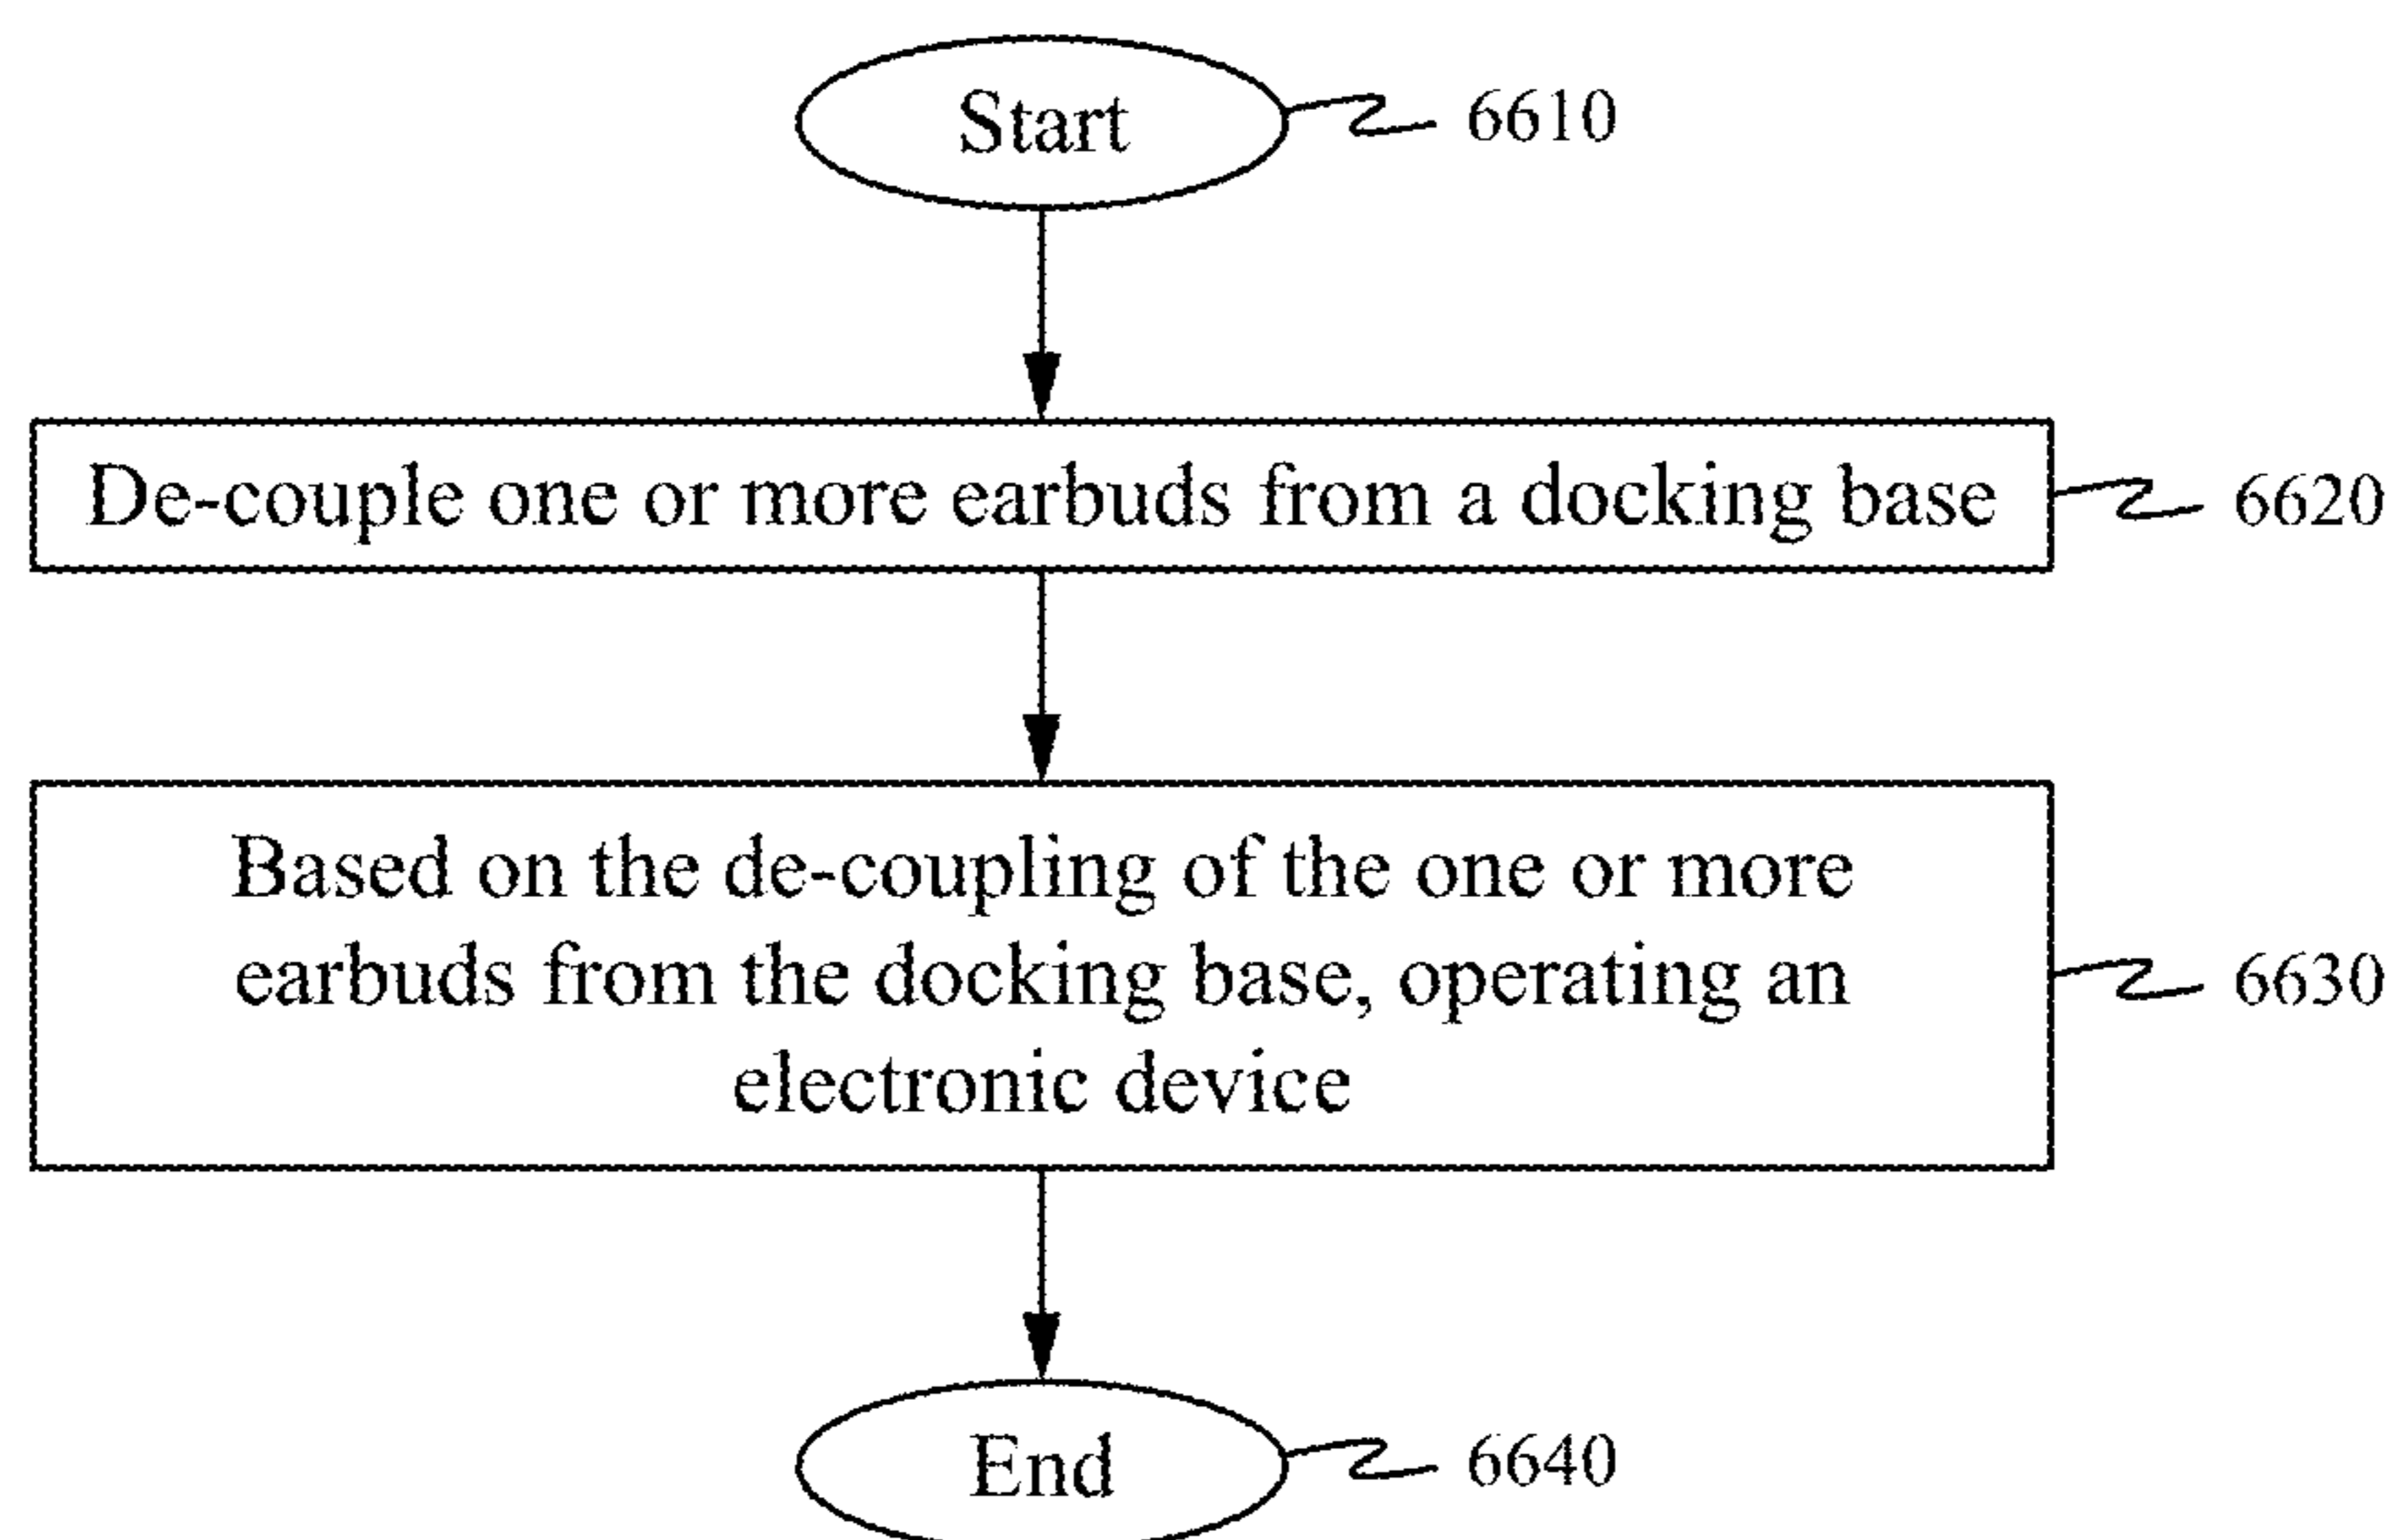 Start
6610
De-couple one or more earbuds from a docking base
6620
Based on the de-coupling of the one or more
earbuds from the docking base, operating an
electronic device
6630
End
6640